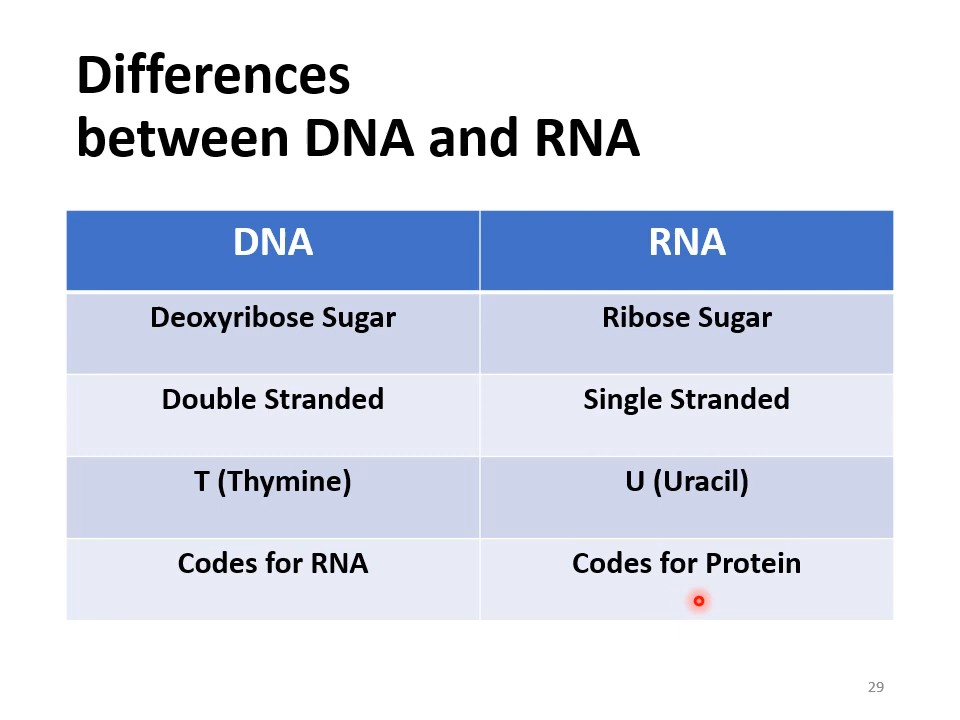 Differences
between DNA and RNA
DNA RNA
Deoxyribose Sugar Ribose Sugar
Double Stranded Single Stranded
T (Thymine) U (Uracil)
Codes for RNA Codes for Protein
29